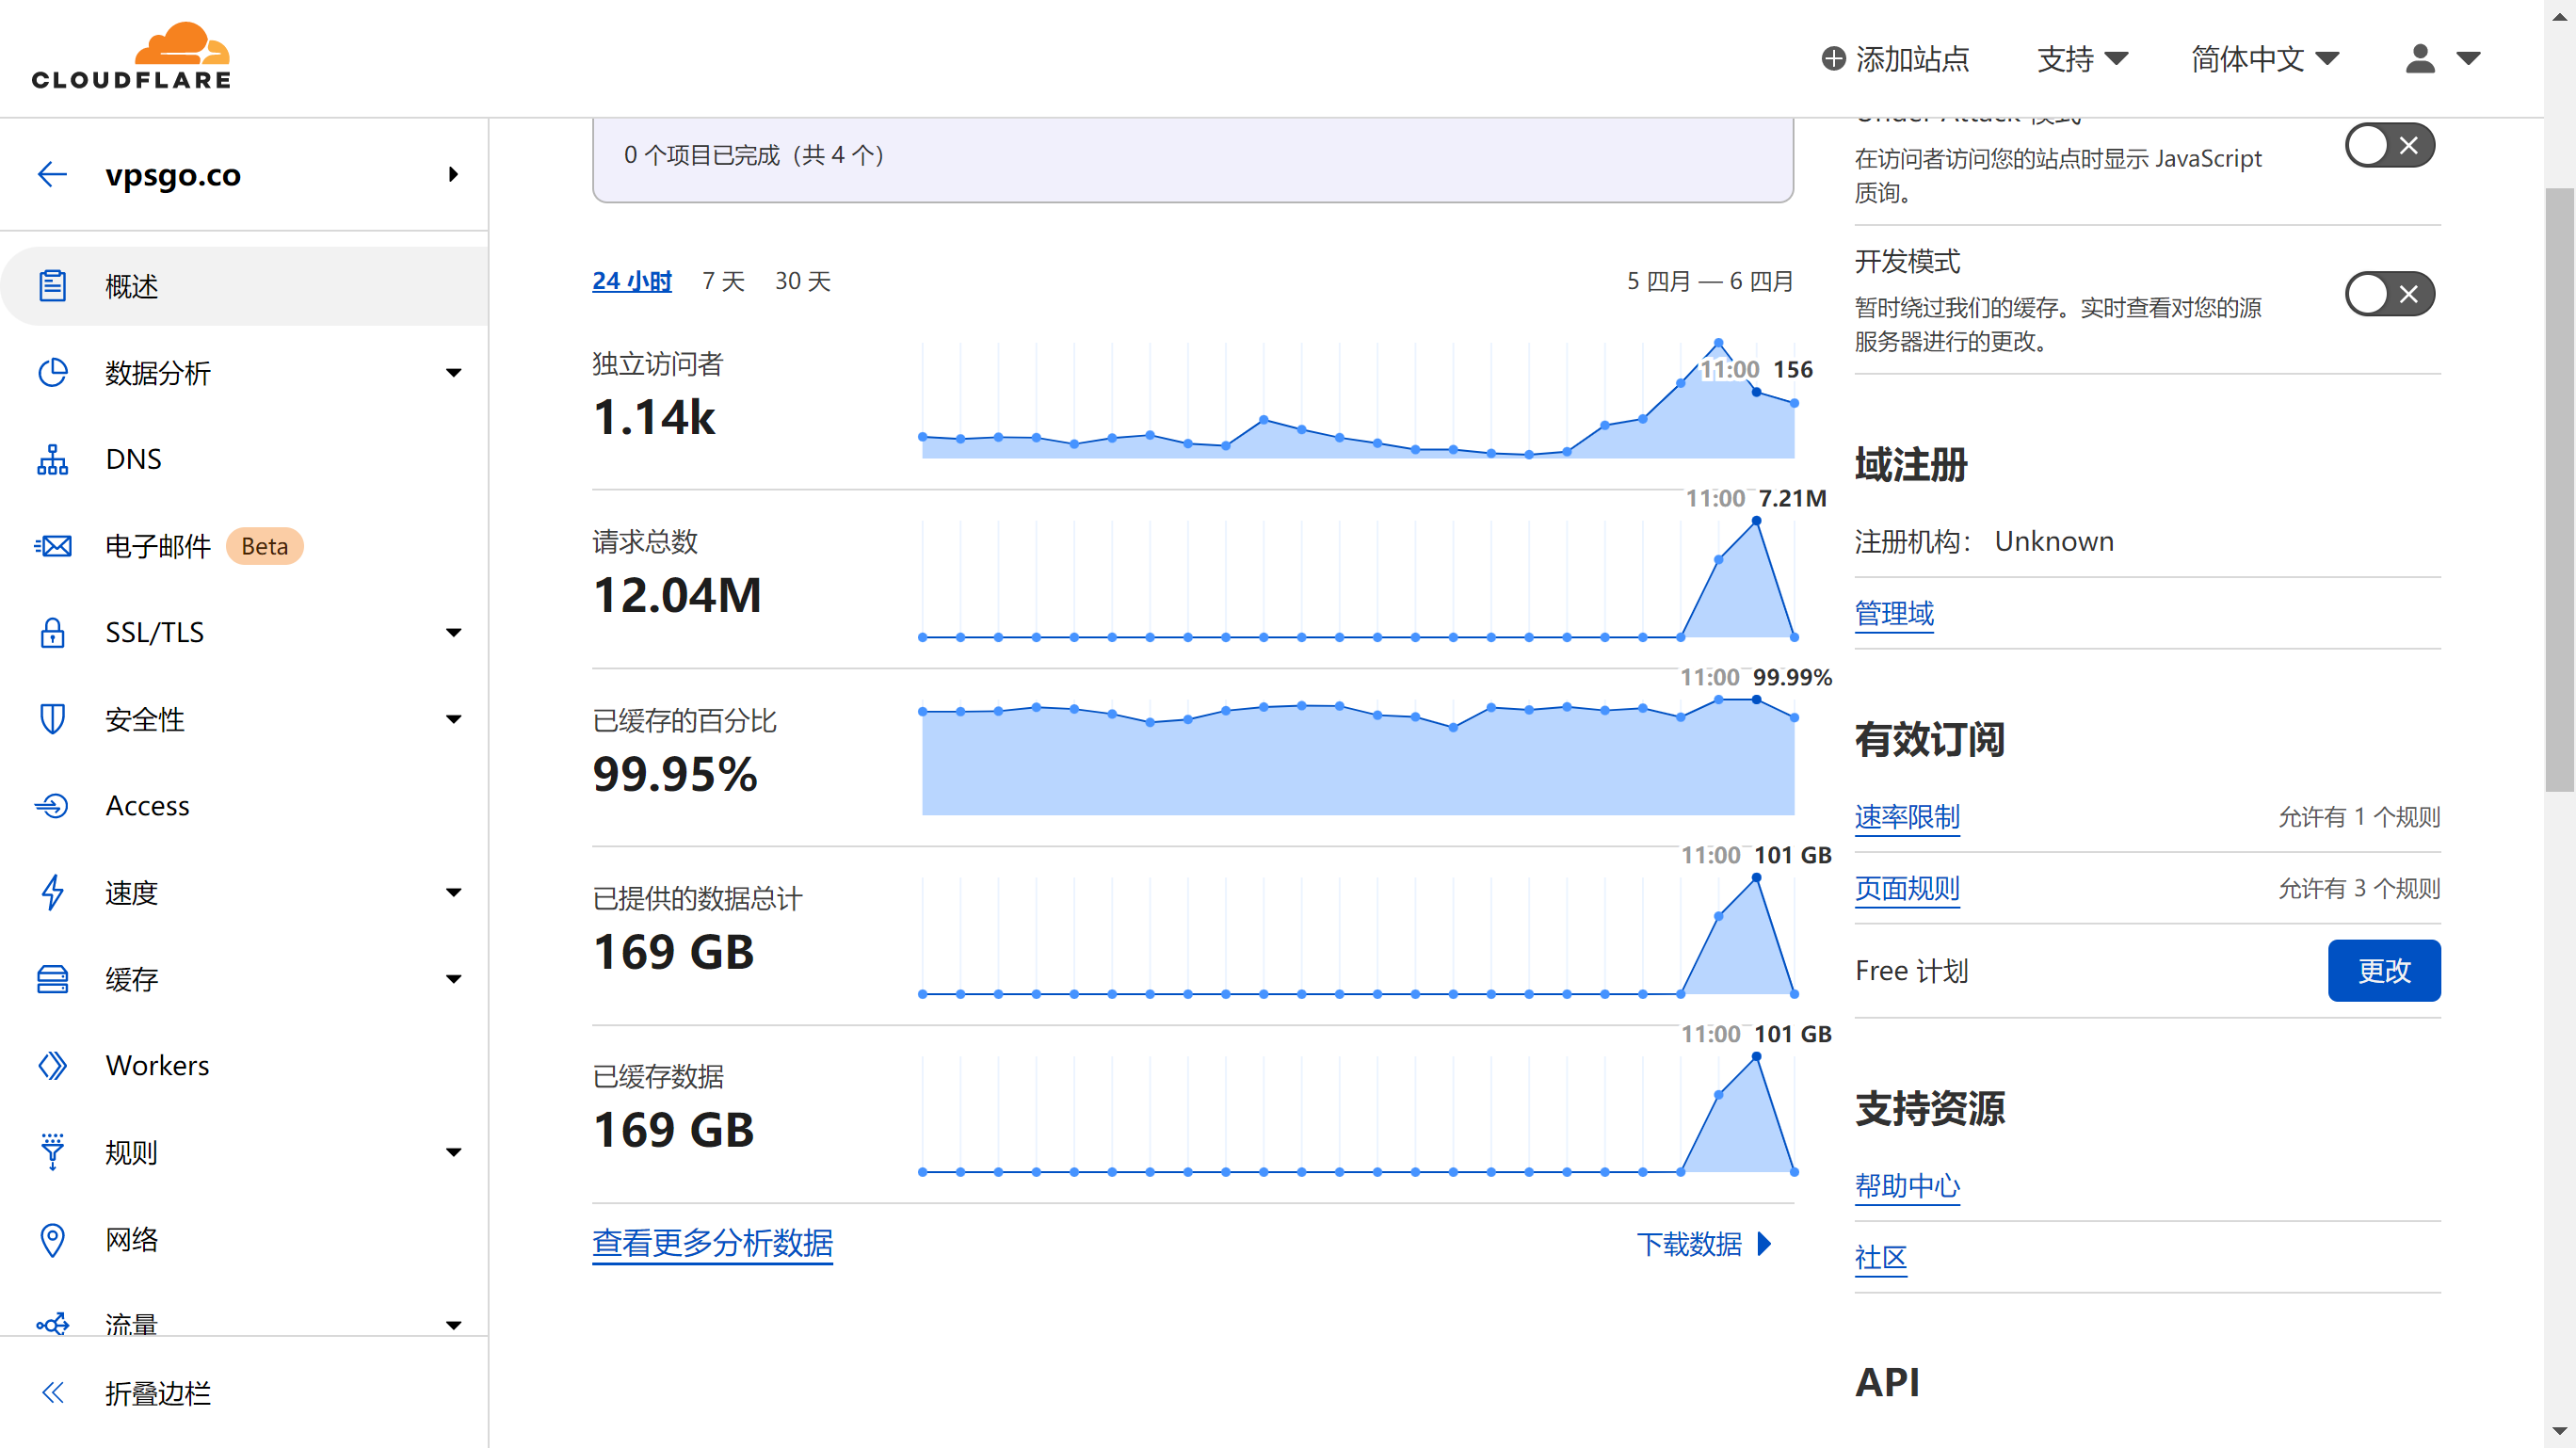 CLOUDFLARE
添加站点
支持
简体中文
vpsgo.co
概述
数据分析
DNS
电子邮件 Beta
SSL/TLS
安全性
Access
速度
缓存
Workers
规则
网络
流量
折叠边栏
0 个项目已完成（共 4 个）
24 小时 7 天 30 天
5 四月 — 6 四月
独立访问者
1.14k
11:00 156
请求总数
12.04M
11:00 7.21M
已缓存的百分比
99.95%
11:00 99.99%
已提供的数据总计
169 GB
11:00 101 GB
已缓存数据
169 GB
11:00 101 GB
查看更多分析数据
下载数据
Under Attack 模式
在访问者访问您的站点时显示 JavaScript
质询。
开发模式
暂时绕过我们的缓存。实时查看对您的源
服务器进行的更改。
域注册
注册机构： Unknown
管理域
有效订阅
速率限制 允许有 1 个规则
页面规则 允许有 3 个规则
Free 计划 更改
支持资源
帮助中心
社区
API